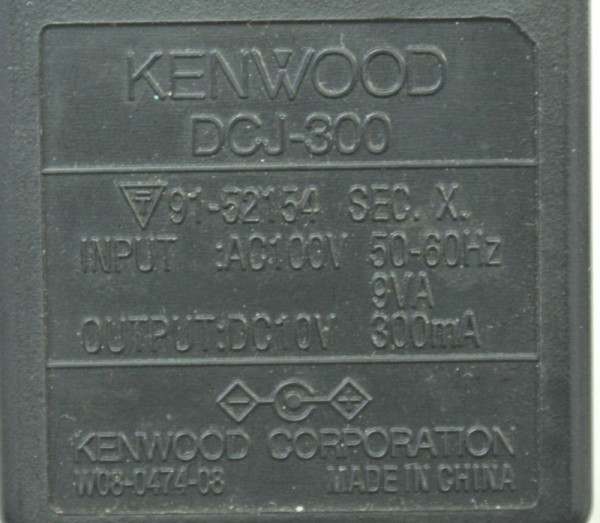 KENWOOD
DCJ-300
T 91-52154 SEC. X.
INPUT :AC100V 50-60Hz
9VA
OUTPUT:DC10V 300mA
KENWOOD CORPORATION
W08-0474-08 MADE IN CHINA